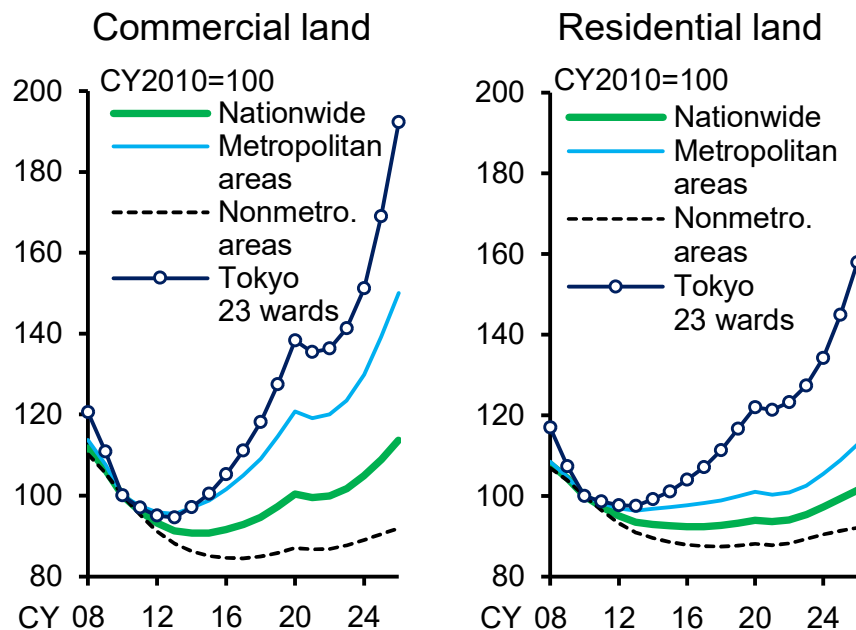 Commercial land
CY2010=100
200
180
160
140
120
100
80
Nationwide
Metropolitan
areas
Nonmetro.
areas
Tokyo
23 wards
CY 08 12 16 20 24
Residential land
CY2010=100
200
180
160
140
120
100
80
Nationwide
Metropolitan
areas
Nonmetro.
areas
Tokyo
23 wards
CY 08 12 16 20 24